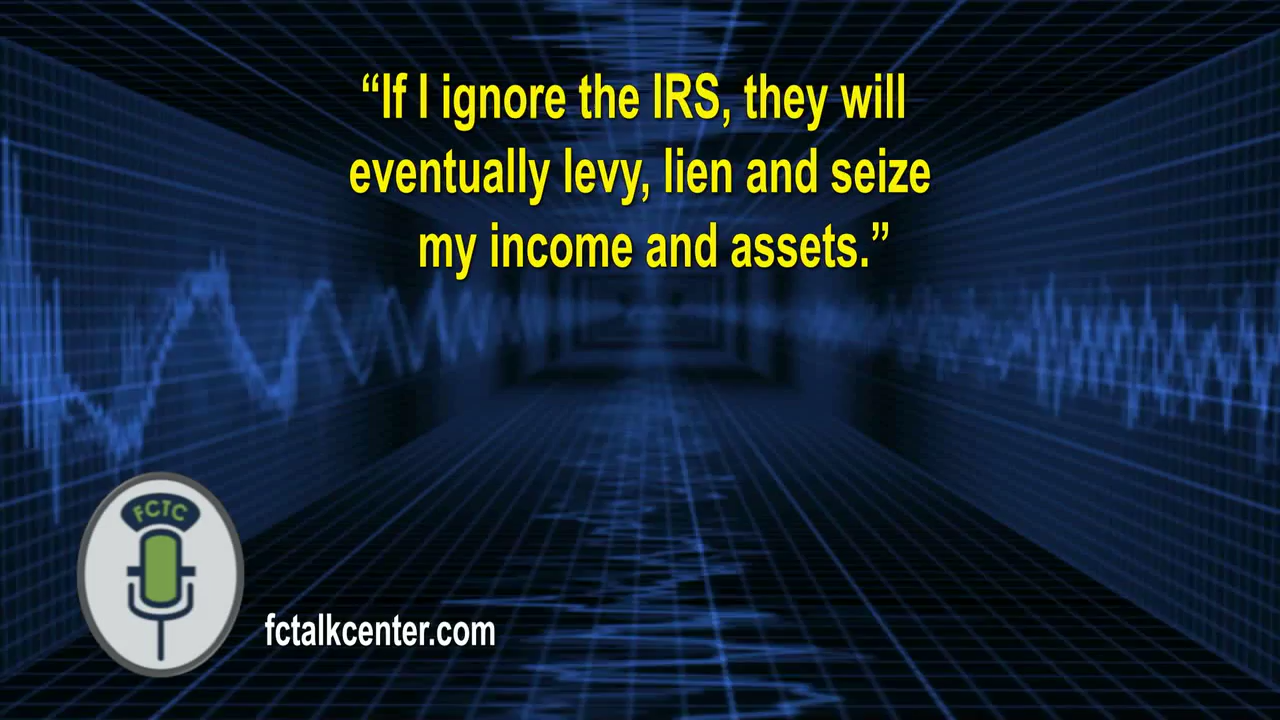 “If I ignore the IRS, they will
eventually levy, lien and seize
my income and assets.”
FCTC
fctalkcenter.com